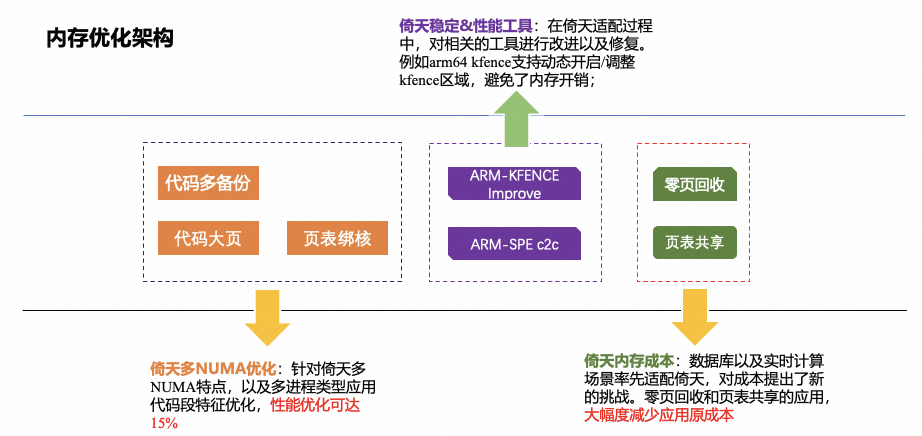 内存优化架构
倚天稳定&性能工具：在倚天适配过程
中，对相关的工具进行改进以及修复。
例如arm64 kfence支持动态开启/调整
kfence区域，避免了内存开销；
代码多备份
代码大页
页表绑核
ARM-KFENCE
Improve
ARM-SPE c2c
零页回收
页表共享
倚天多NUMA优化：针对倚天多
NUMA特点，以及多进程类型应用
代码段特征优化，性能优化可达
15%
倚天内存成本：数据库以及实时计算
场景率先适配倚天，对成本提出了新
的挑战。零页回收和页表共享的应用，
大幅度减少应用原成本